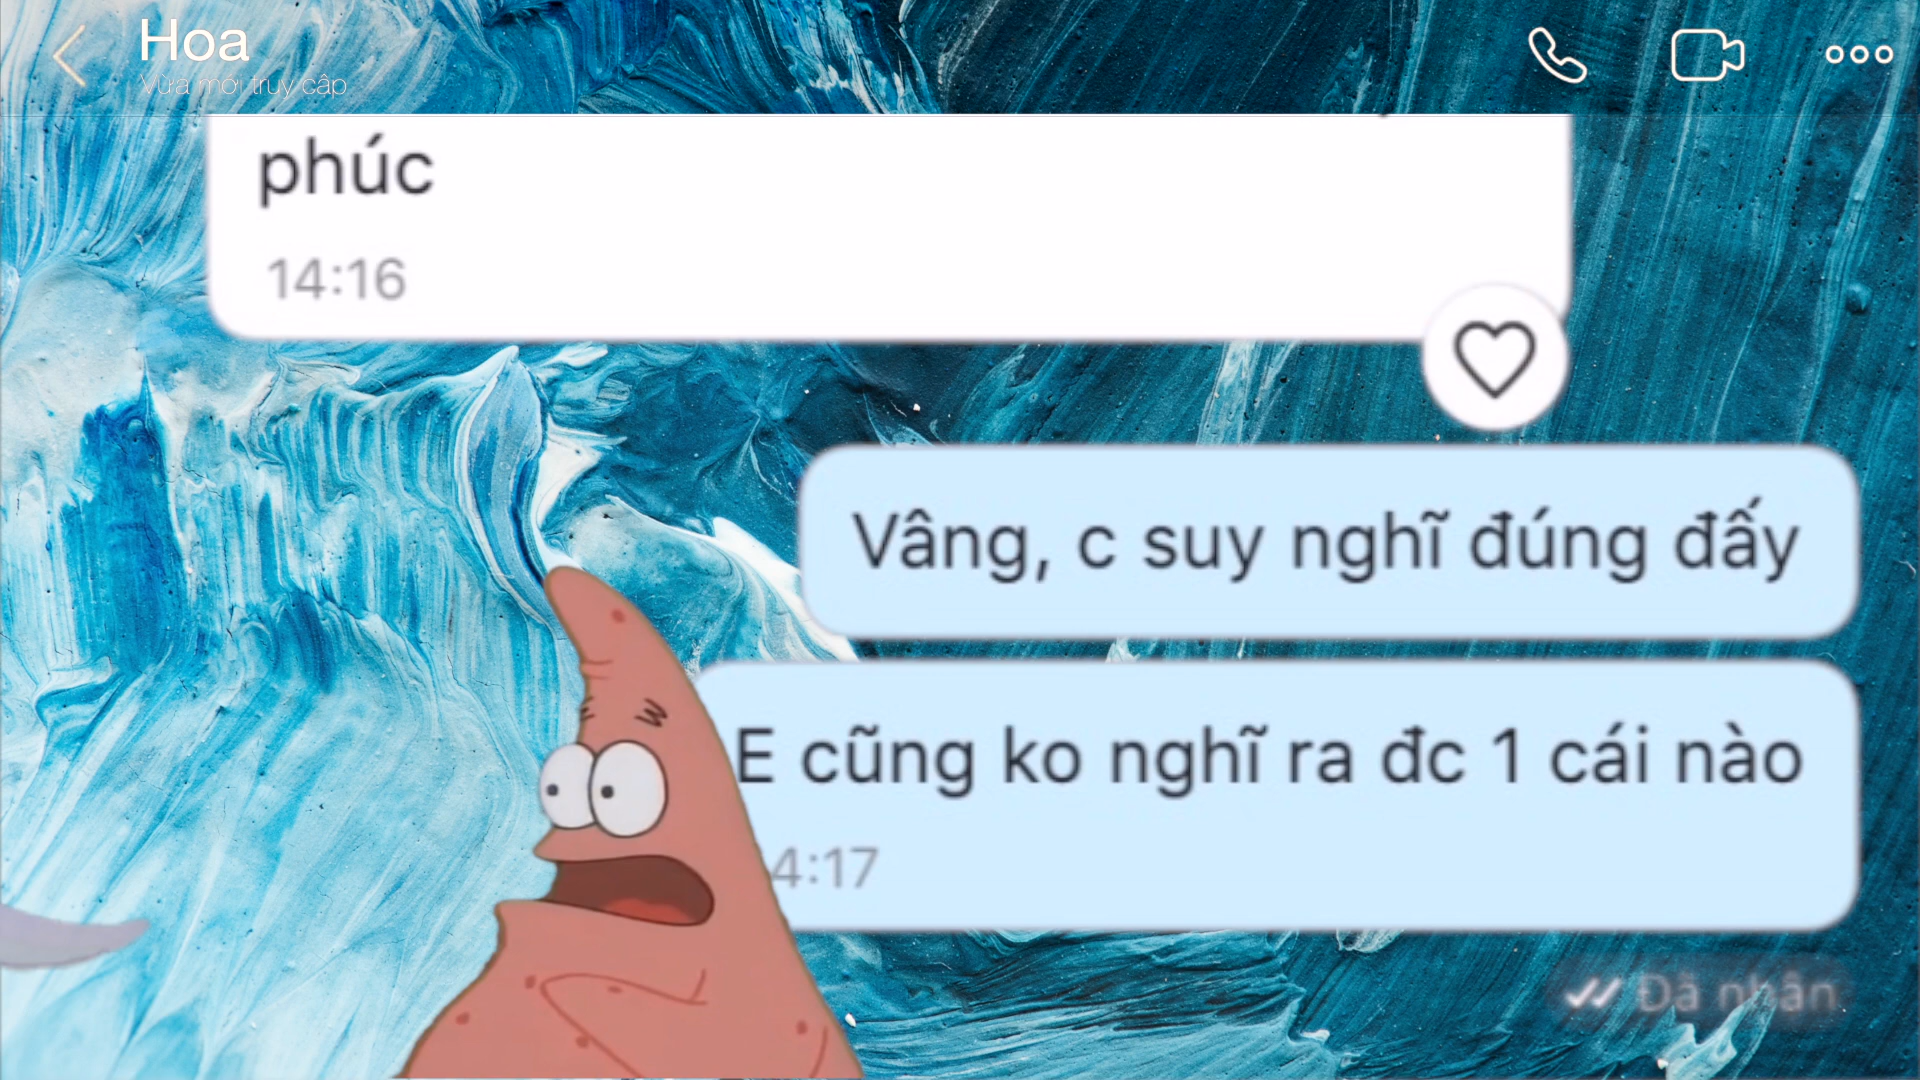 Hoa
Vừa mới truy cập
phúc
14:16
Vâng, c suy nghĩ đúng đấy
E cũng ko nghĩ ra đc 1 cái nào
4:17
Đã nhận